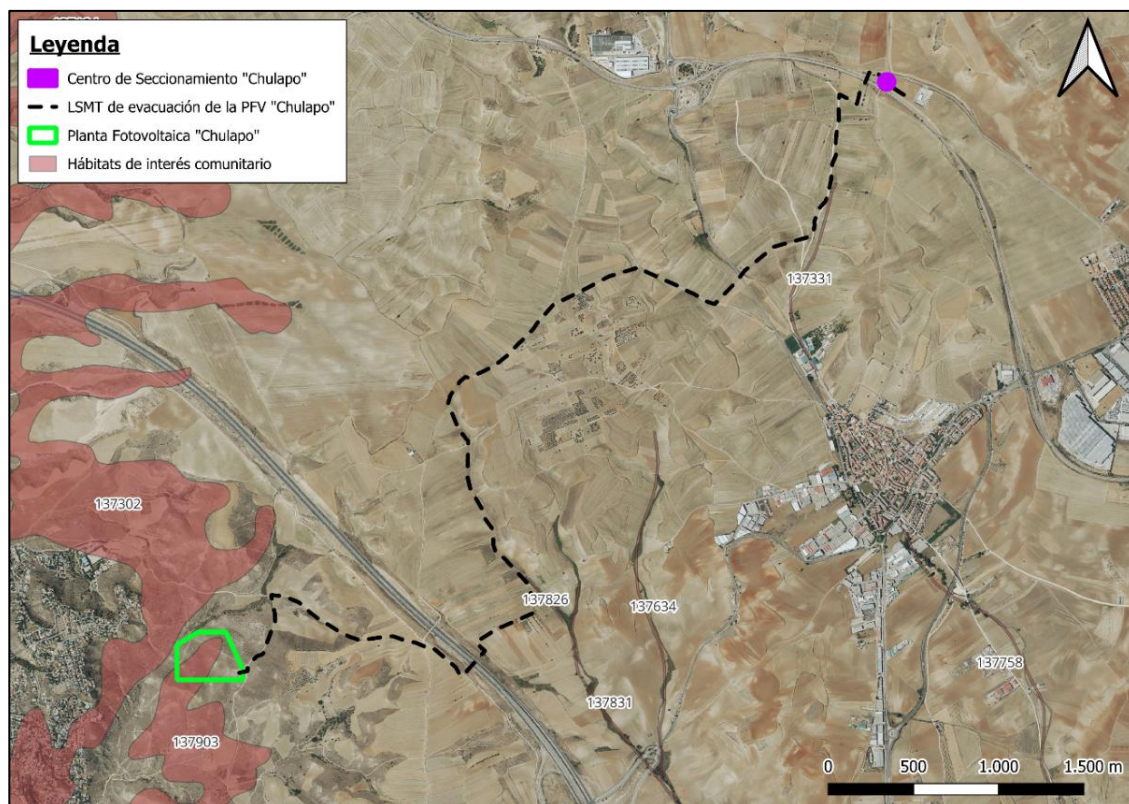 Leyenda
Centro de Seccionamiento "Chulapo"
LSMT de evacuación de la PFV "Chulapo"
Planta Fotovoltaica "Chulapo"
Hábitats de interés comunitario
137331
137302
137826
137634
137758
137831
137903
0 500 1.000 1.500 m